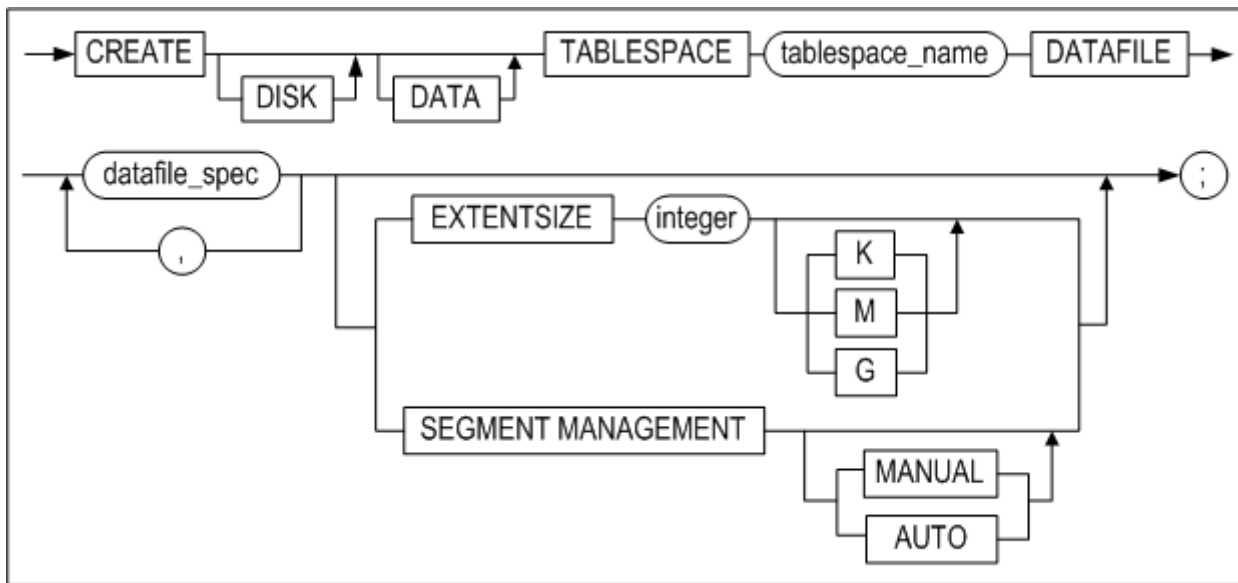 CREATE
DISK
DATA
TABLESPACE
tablespace_name
DATAFILE
datafile_spec
,
EXTENTSIZE
integer
K
M
G
SEGMENT MANAGEMENT
MANUAL
AUTO
;